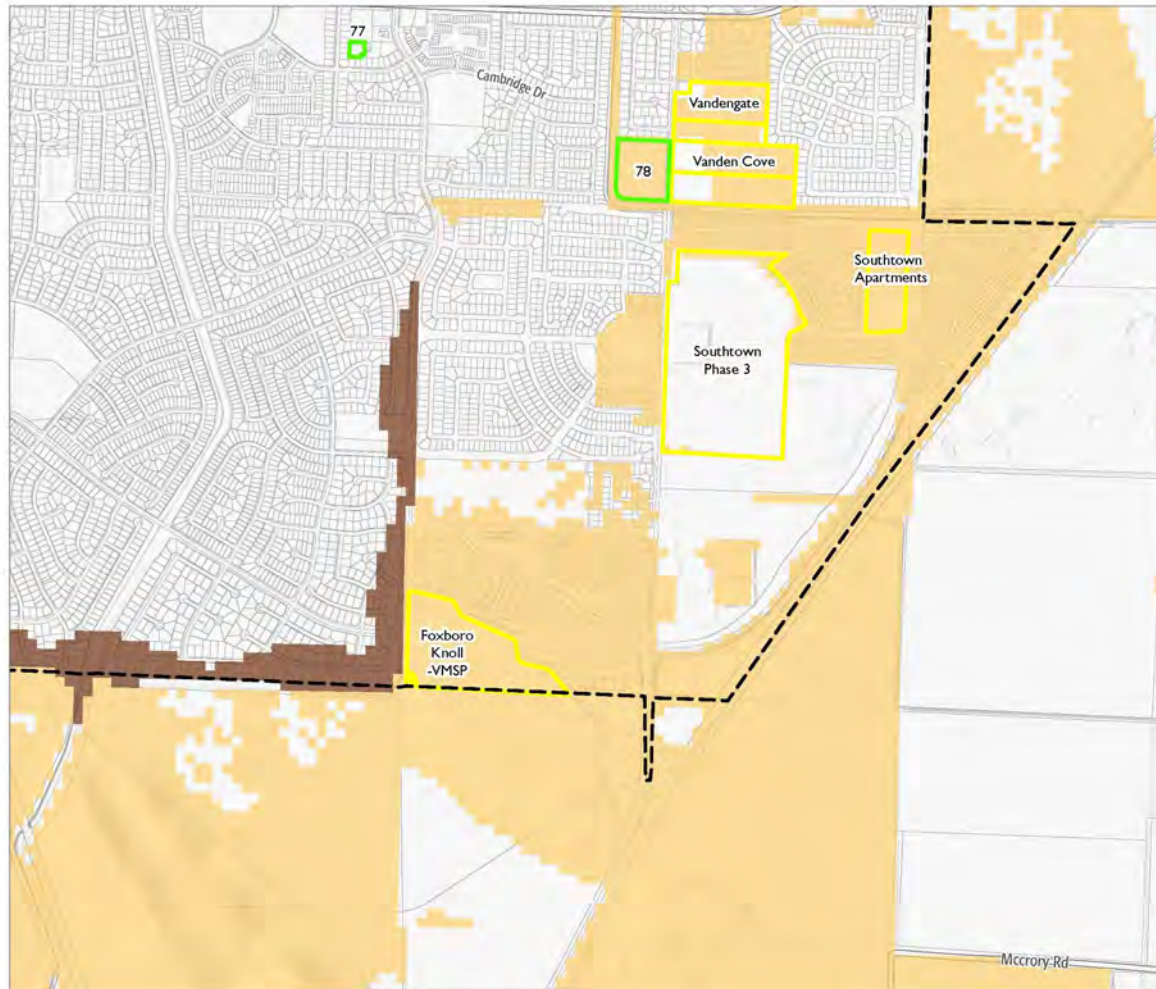 77
Cambridge Dr
Vandengate
Vanden Cove
78
Southtown
Apartments
Southtown
Phase 3
Foxboro
Knoll
-VMSP
Mccrory Rd